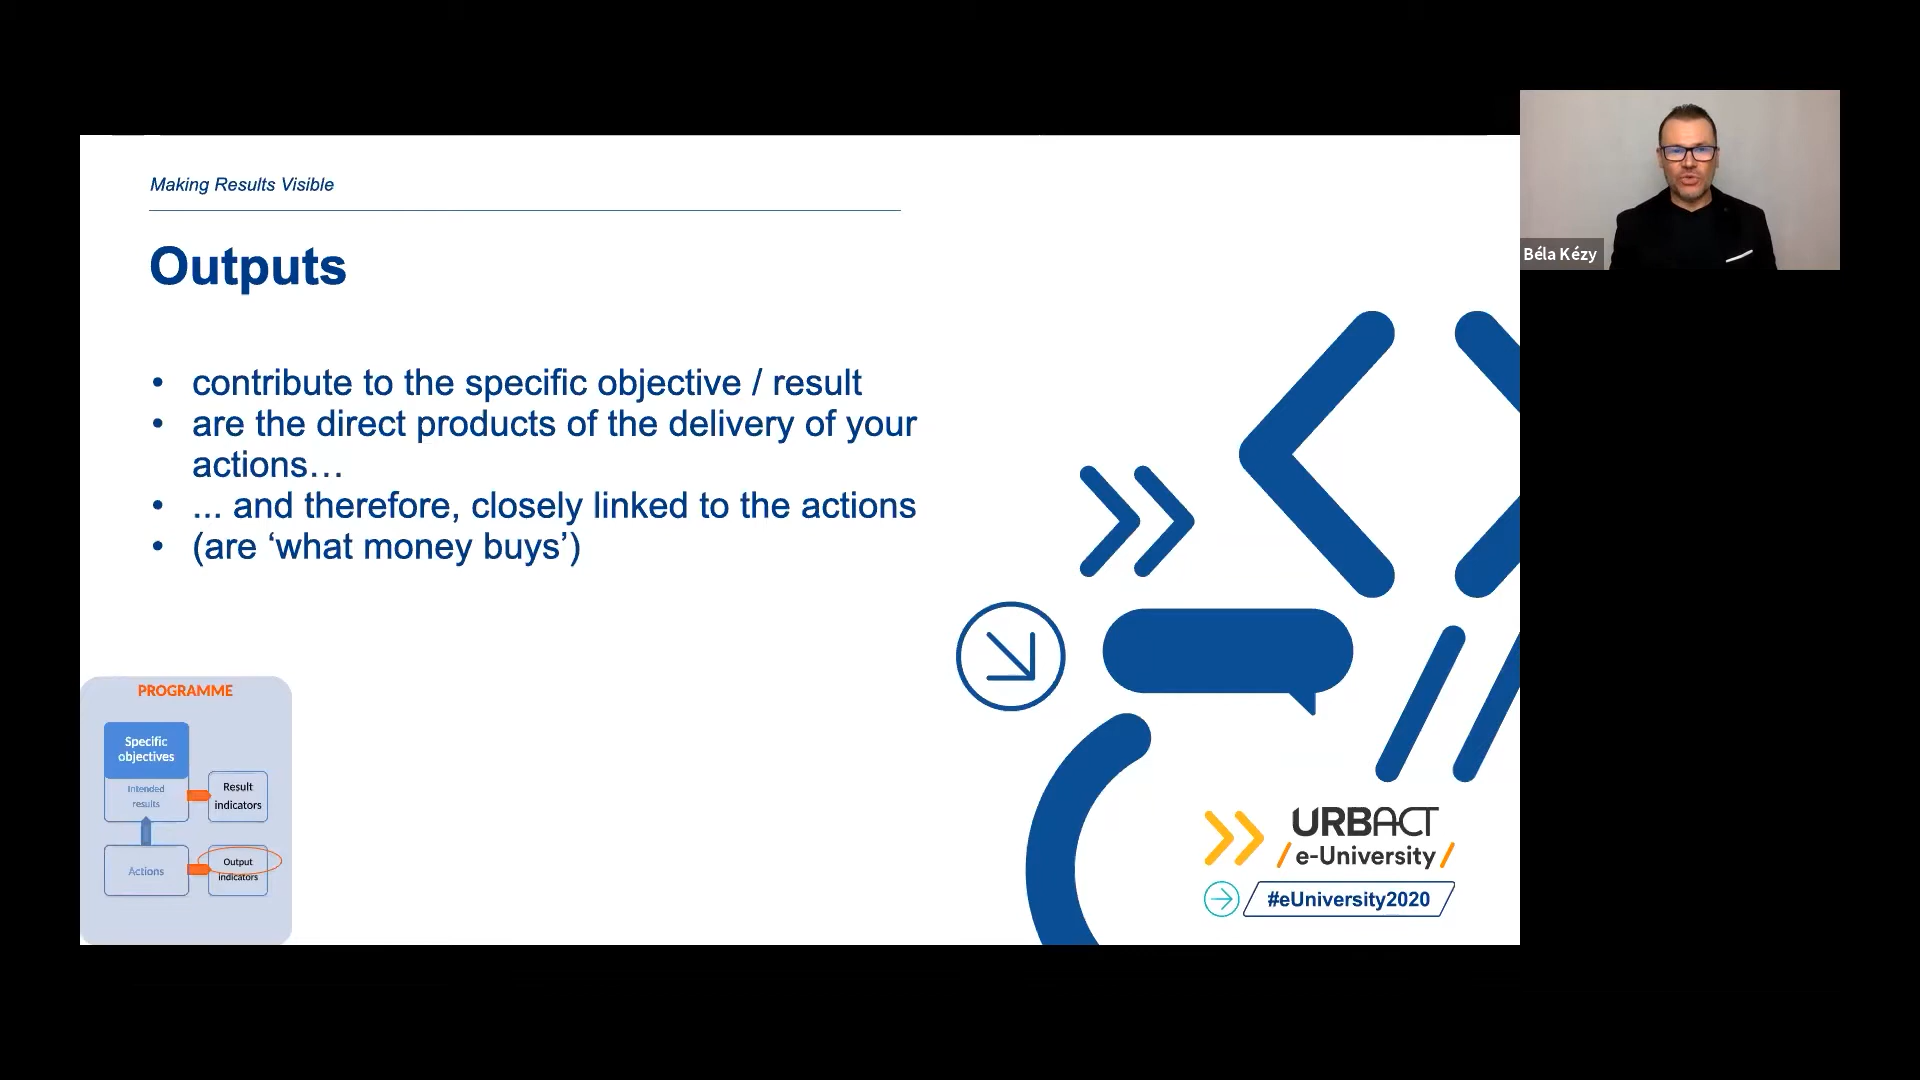 Making Results Visible
Outputs
• contribute to the specific objective / result
• are the direct products of the delivery of your
actions…
• ... and therefore, closely linked to the actions
• (are ‘what money buys’)
PROGRAMME
Specific
objectives
Intended
results
Result
indicators
Actions
Output
indicators
URBACT
/ e-University /
#eUniversity2020
Béla Kézy